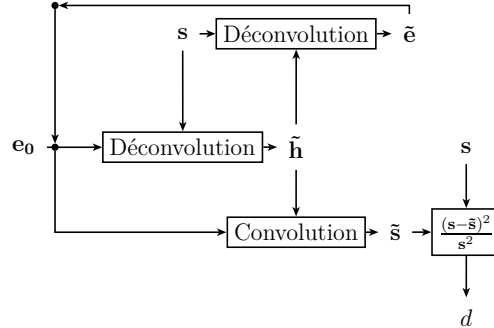 s Déconvolution ẽ
e₀ Déconvolution h̃ s
Convolution s̃ (s−s̃)² / s²
d